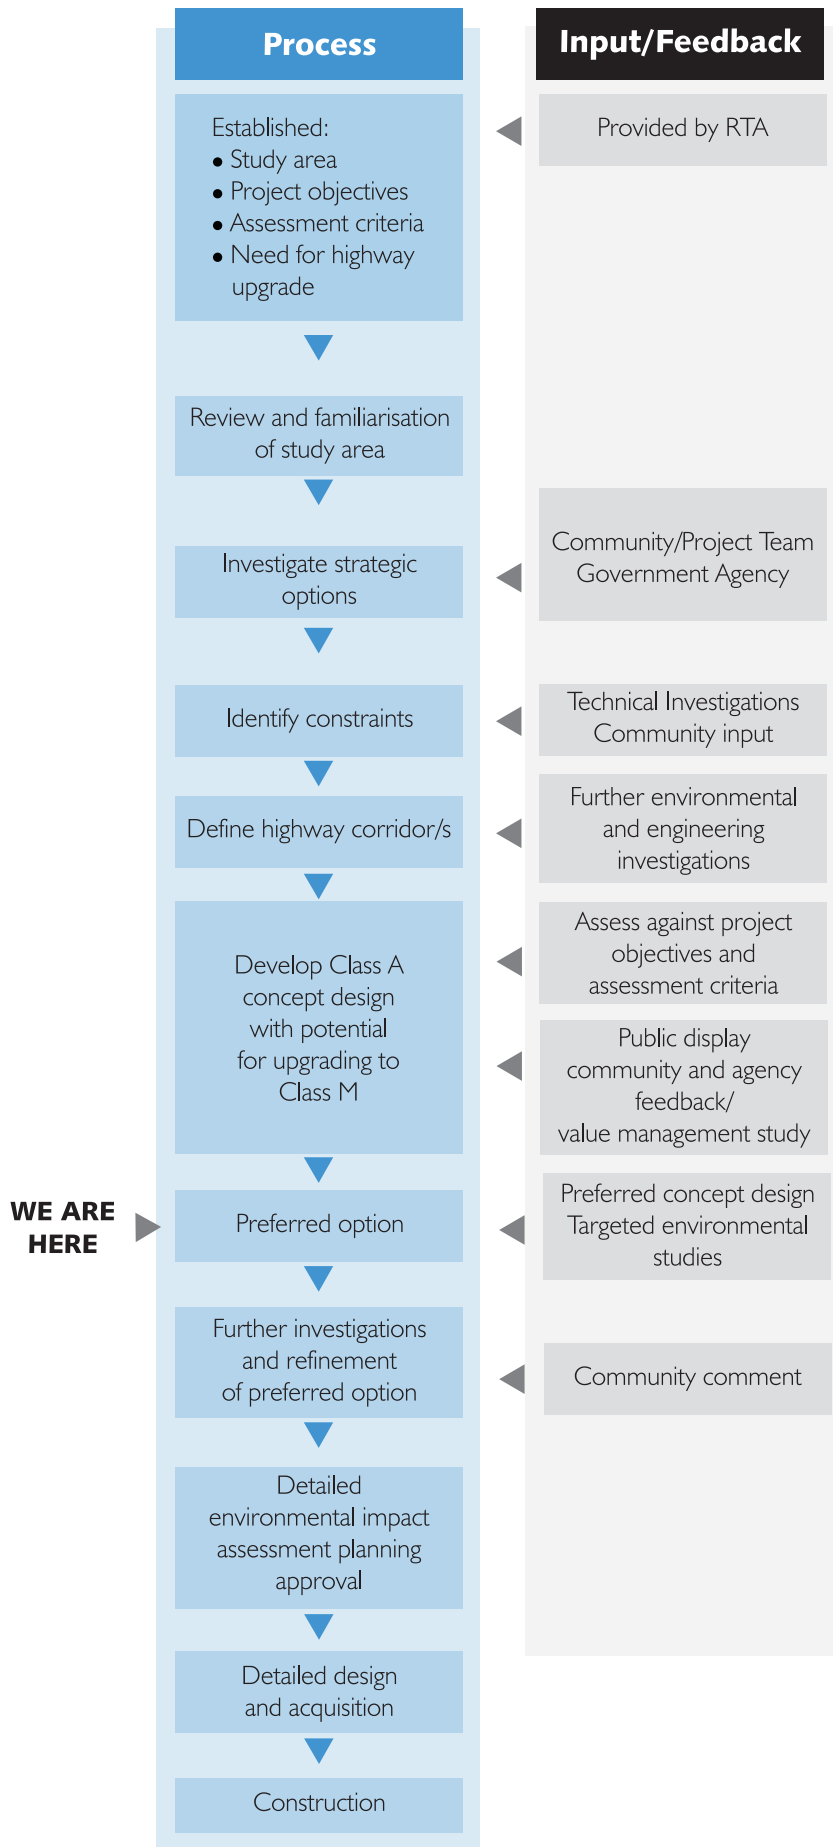 Process
Input/Feedback
Established:
• Study area
• Project objectives
• Assessment criteria
• Need for highway
upgrade
Provided by RTA
Review and familiarisation
of study area
Investigate strategic
options
Community/Project Team
Government Agency
Identify constraints
Technical Investigations
Community input
Define highway corridor/s
Further environmental
and engineering
investigations
Develop Class A
concept design
with potential
for upgrading to
Class M
Assess against project
objectives and
assessment criteria
Public display
community and agency
feedback/
value management study
WE ARE
HERE
Preferred option
Preferred concept design
Targeted environmental
studies
Further investigations
and refinement
of preferred option
Community comment
Detailed
environmental impact
assessment planning
approval
Detailed design
and acquisition
Construction